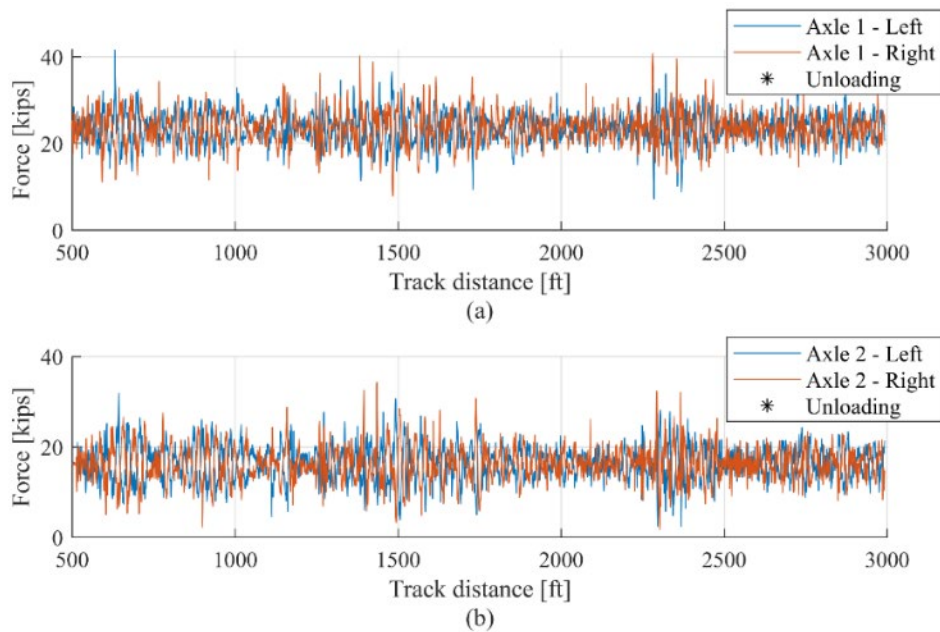 Axle 1 - Left
Axle 1 - Right
Unloading
40
20
0
Force [kips]
500 1000 1500 2000 2500 3000
Track distance [ft]
(a)
Axle 2 - Left
Axle 2 - Right
Unloading
40
20
0
Force [kips]
500 1000 1500 2000 2500 3000
Track distance [ft]
(b)